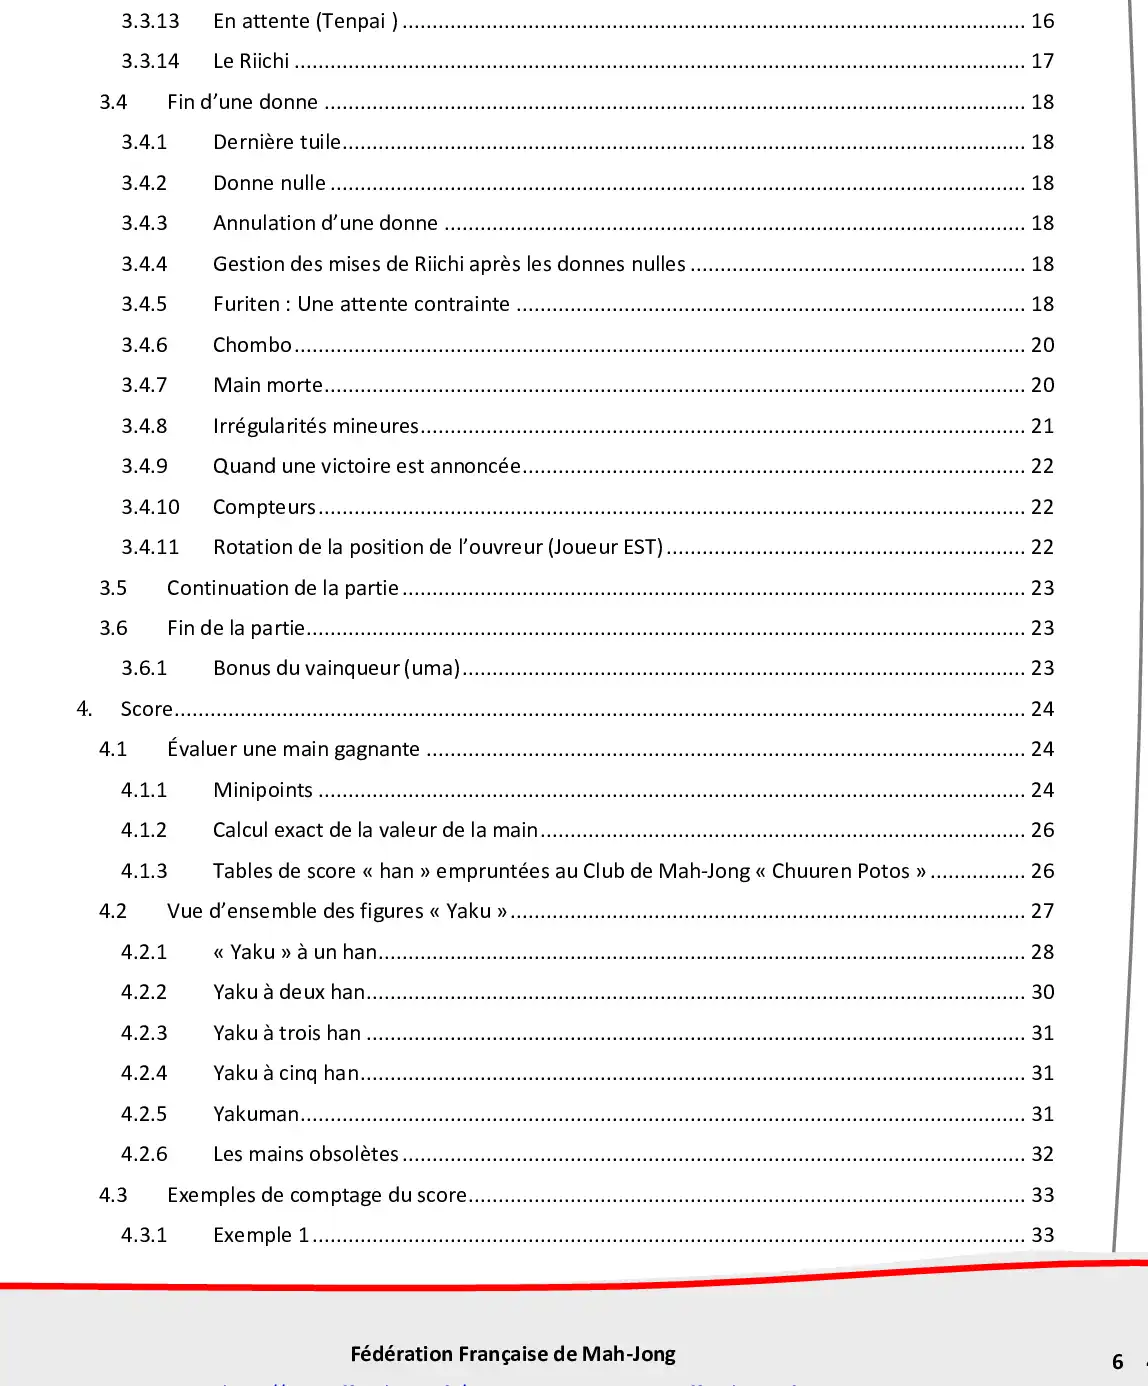 3.3.13 En attente (Tenpai ) ........................................ 16
3.3.14 Le Riichi ........................................ 17
3.4 Fin d’une donne ........................................ 18
3.4.1 Dernière tuile ........................................ 18
3.4.2 Donne nulle ........................................ 18
3.4.3 Annulation d’une donne ........................................ 18
3.4.4 Gestion des mises de Riichi après les donnes nulles ........................................ 18
3.4.5 Furiten : Une attente contrainte ........................................ 18
3.4.6 Chombo ........................................ 20
3.4.7 Main morte ........................................ 20
3.4.8 Irrégularités mineures ........................................ 21
3.4.9 Quand une victoire est annoncée ........................................ 22
3.4.10 Compteurs ........................................ 22
3.4.11 Rotation de la position de l’ouvreur (Joueur EST) ........................................ 22
3.5 Continuation de la partie ........................................ 23
3.6 Fin de la partie ........................................ 23
3.6.1 Bonus du vainqueur (uma) ........................................ 23
4. Score ........................................ 24
4.1 Évaluer une main gagnante ........................................ 24
4.1.1 Minipoints ........................................ 24
4.1.2 Calcul exact de la valeur de la main ........................................ 26
4.1.3 Tables de score « han » empruntées au Club de Mah-Jong « Chuuren Potos » ................ 26
4.2 Vue d’ensemble des figures « Yaku » ........................................ 27
4.2.1 « Yaku » à un han ........................................ 28
4.2.2 Yaku à deux han ........................................ 30
4.2.3 Yaku à trois han ........................................ 31
4.2.4 Yaku à cinq han ........................................ 31
4.2.5 Yakuman ........................................ 31
4.2.6 Les mains obsolètes ........................................ 32
4.3 Exemples de comptage du score ........................................ 33
4.3.1 Exemple 1 ........................................ 33
Fédération Française de Mah-Jong
6